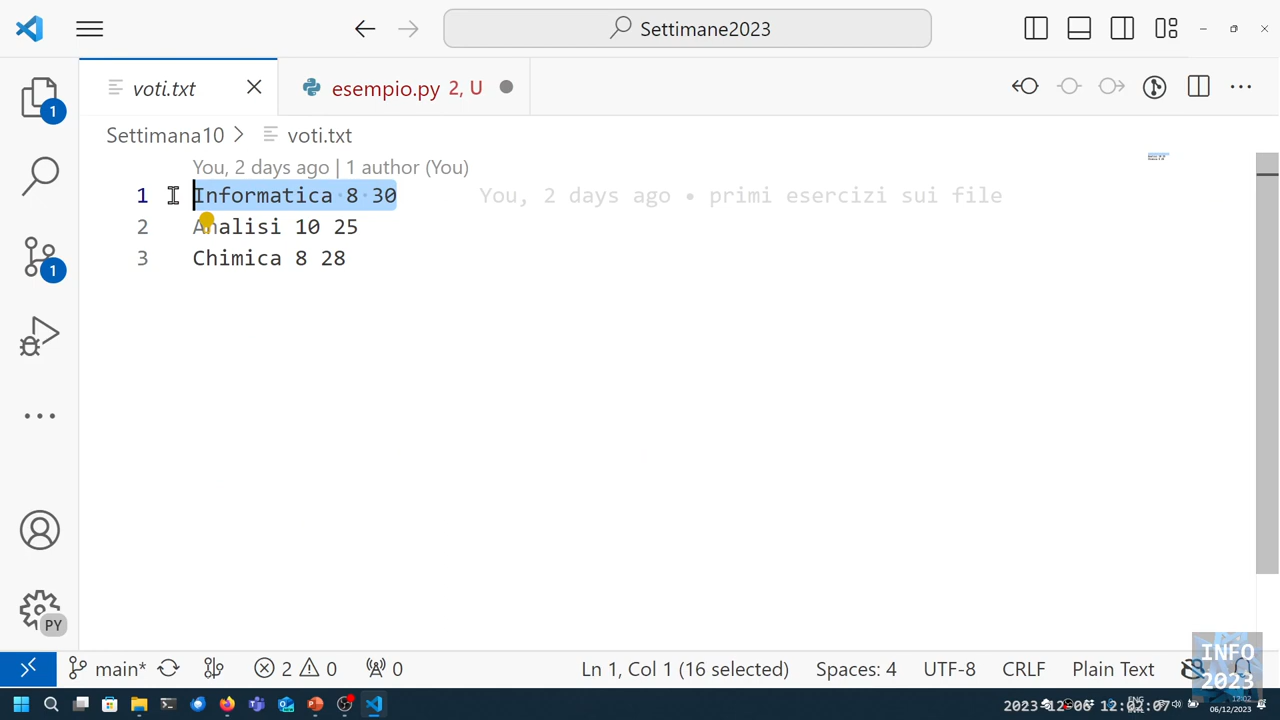 Settimane2023
voti.txt
esempio.py 2, U
1
Settimana10 > voti.txt
You, 2 days ago | 1 author (You)
1 Informatica 8 30 You, 2 days ago • primi esercizi sui file
2 Analisi 10 25
3 Chimica 8 28
1
PY
main* 2 0 0 Ln 1, Col 1 (16 selected) Spaces: 4 UTF-8 CRLF Plain Text
INFO
2023
ENG
12:02
06/12/2023